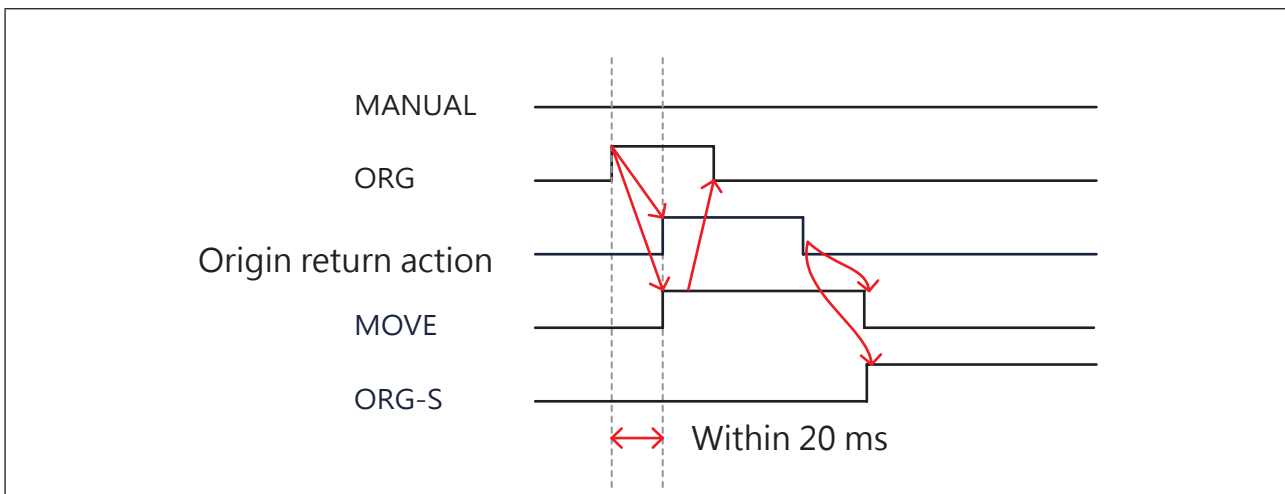 MANUAL
ORG
Origin return action
MOVE
ORG-S
Within 20 ms